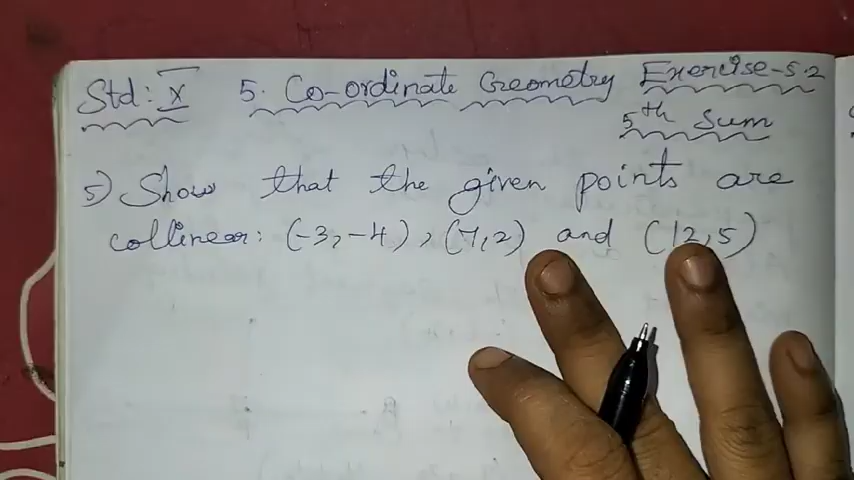 Std: X 5. Co-ordinate Geometry Exercise-5.2
5th Sum
5) Show that the given points are
collinear: (-3,-4), (7,2) and (12,5)